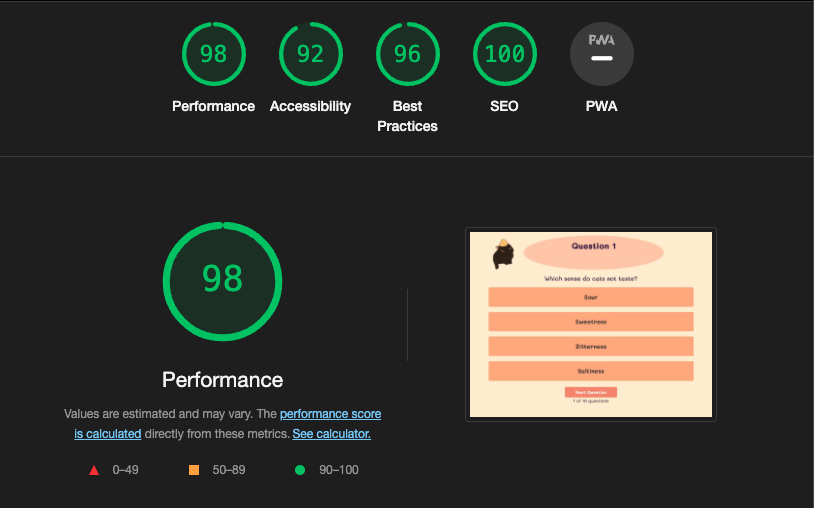 98
92
96
100
PWA
Performance
Accessibility
Best
Practices
SEO
PWA
98
Performance
Values are estimated and may vary. The performance score
is calculated directly from these metrics. See calculator.
0–49
50–89
90–100
Question 1
Which sense do cats not taste?
Sour
Sweetness
Bitterness
Saltiness
Next Question
1 of 10 questions